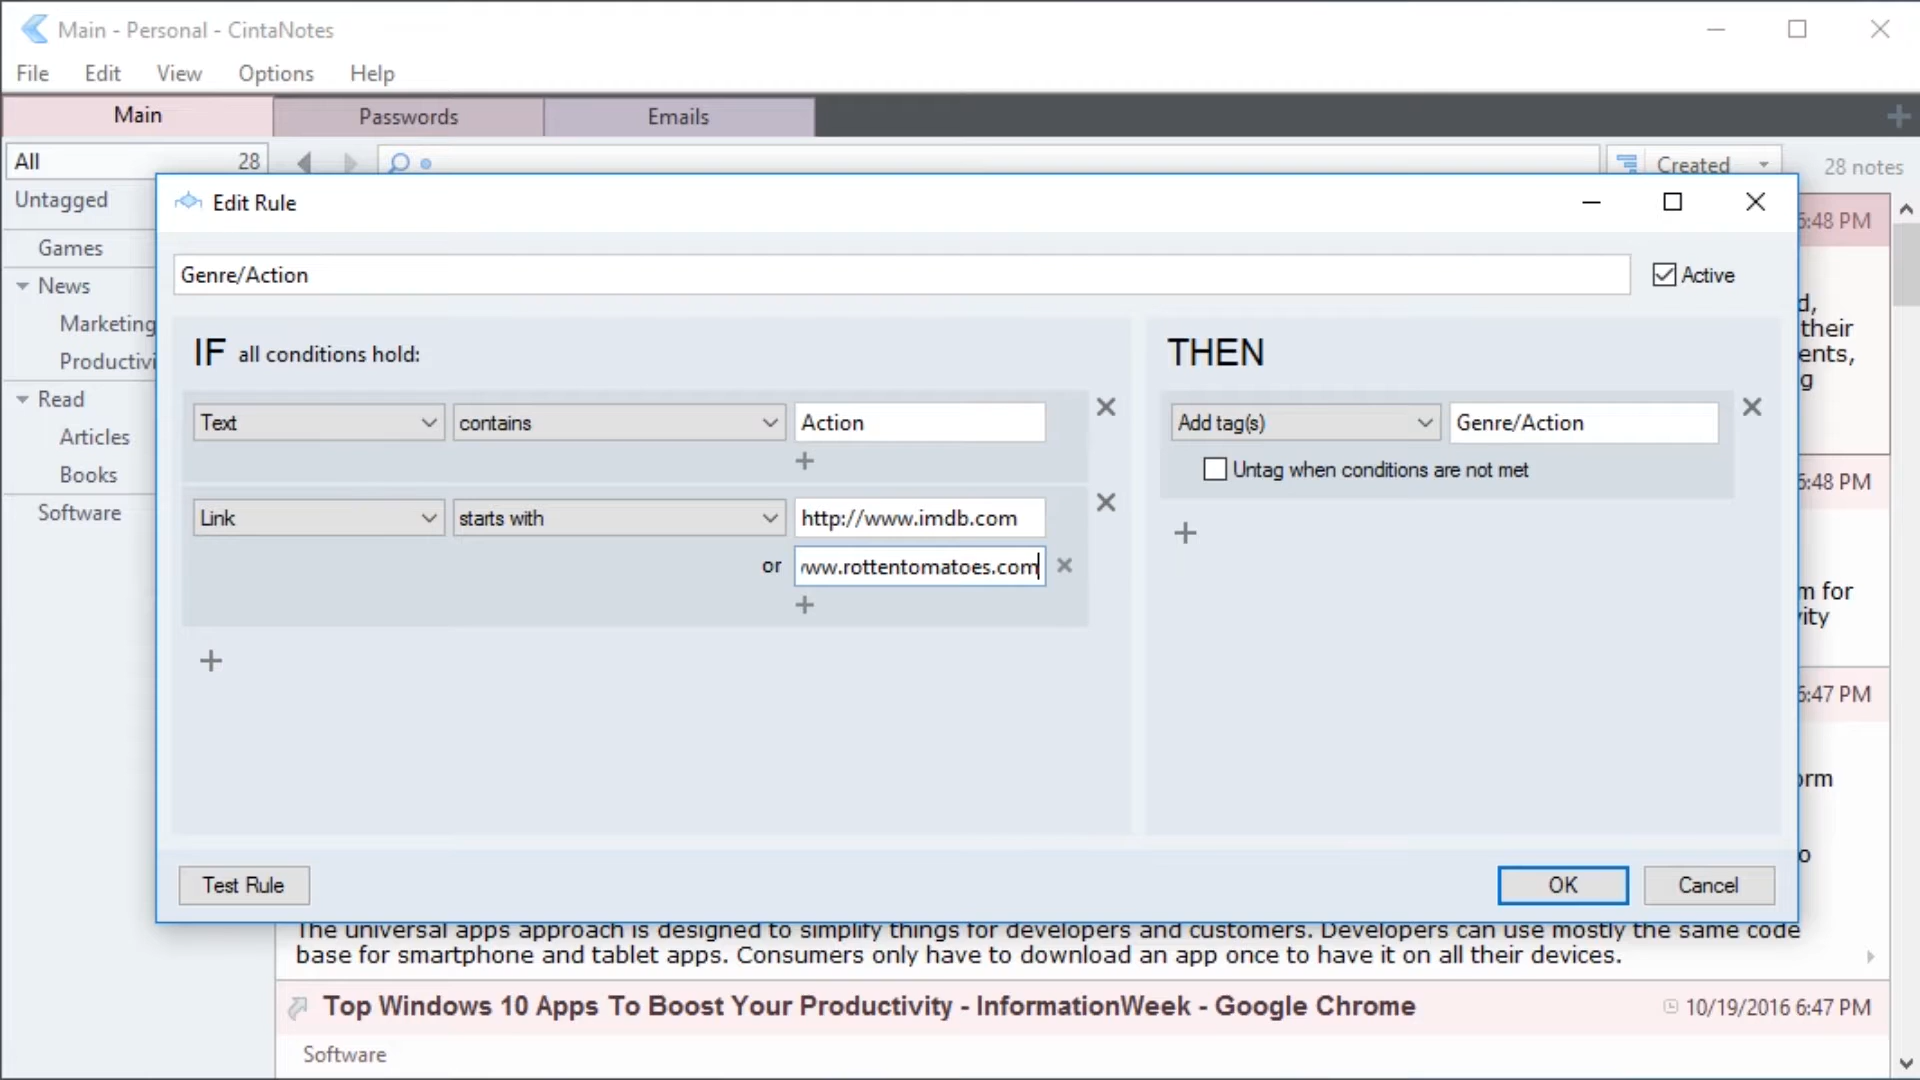 Main - Personal - CintaNotes
File Edit View Options Help
Main Passwords Emails
All 28
Created 28 notes
Untagged
Games
News
Marketing
Read
Articles
Books
Software
Edit Rule
Genre/Action
Active
IF all conditions hold:
THEN
Text contains Action
Add tag(s) Genre/Action
Untag when conditions are not met
Link starts with http://www.imdb.com
or www.rottentomatoes.com
Test Rule
OK Cancel
6:48 PM
their
6:48 PM
m for
6:47 PM
The universal apps approach is designed to simplify things for developers and customers. Developers can use mostly the same code
base for smartphone and tablet apps. Consumers only have to download an app once to have it on all their devices.
Top Windows 10 Apps To Boost Your Productivity - InformationWeek - Google Chrome
10/19/2016 6:47 PM
Software